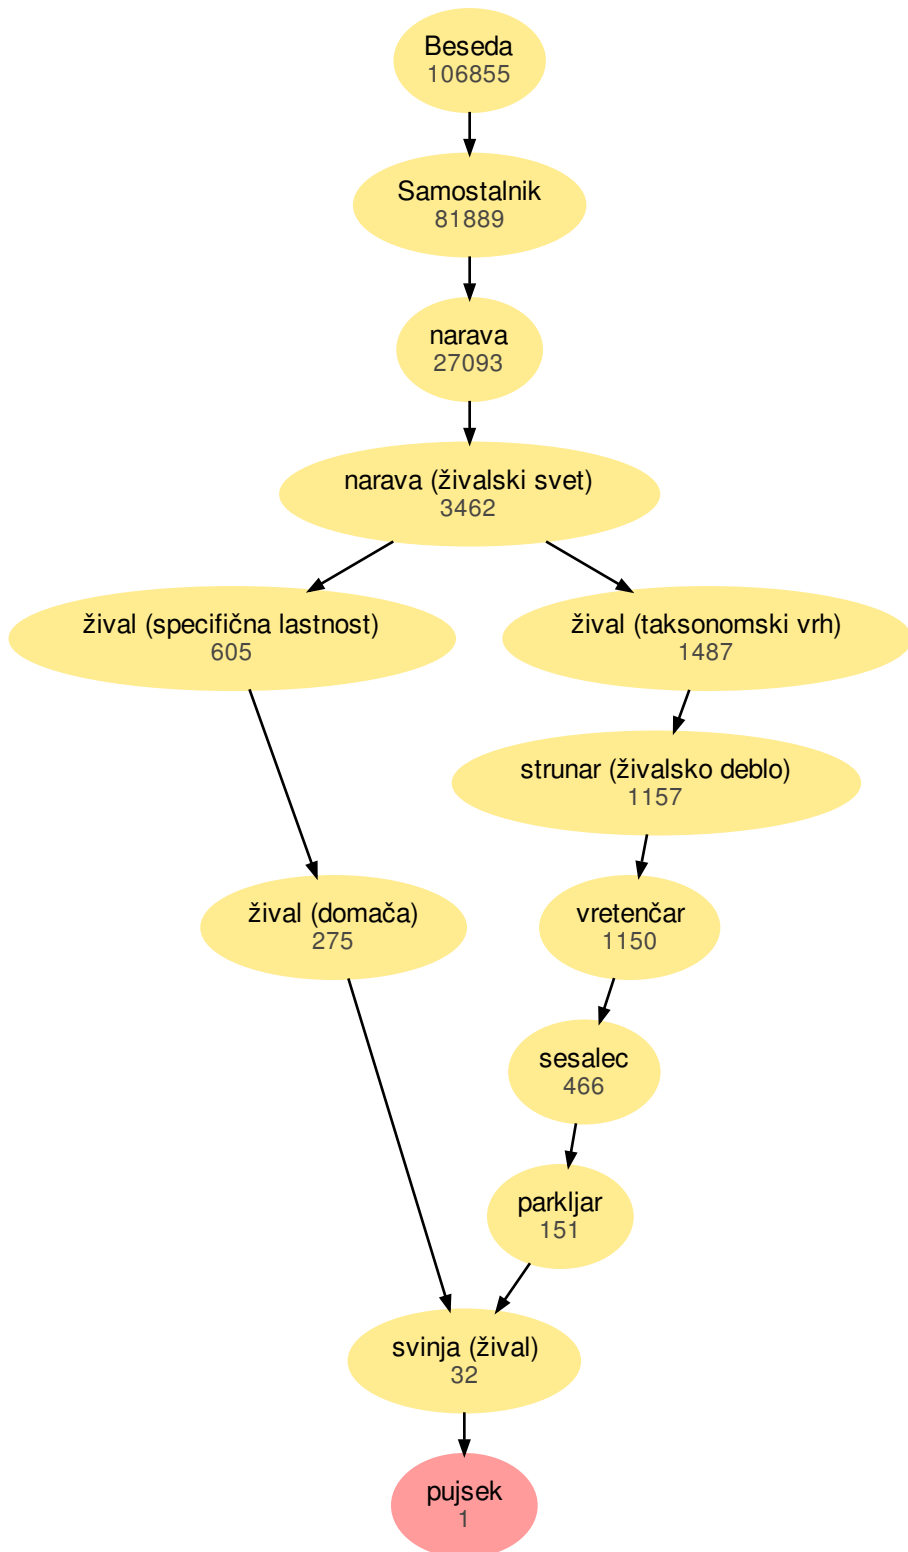 Beseda
106855
Samostalnik
81889
narava
27093
narava (živalski svet)
3462
žival (specifična lastnost)
605
žival (taksonomski vrh)
1487
strunar (živalsko deblo)
1157
žival (domača)
275
vretenčar
1150
sesalec
466
parkljar
151
svinja (žival)
32
pujsek
1